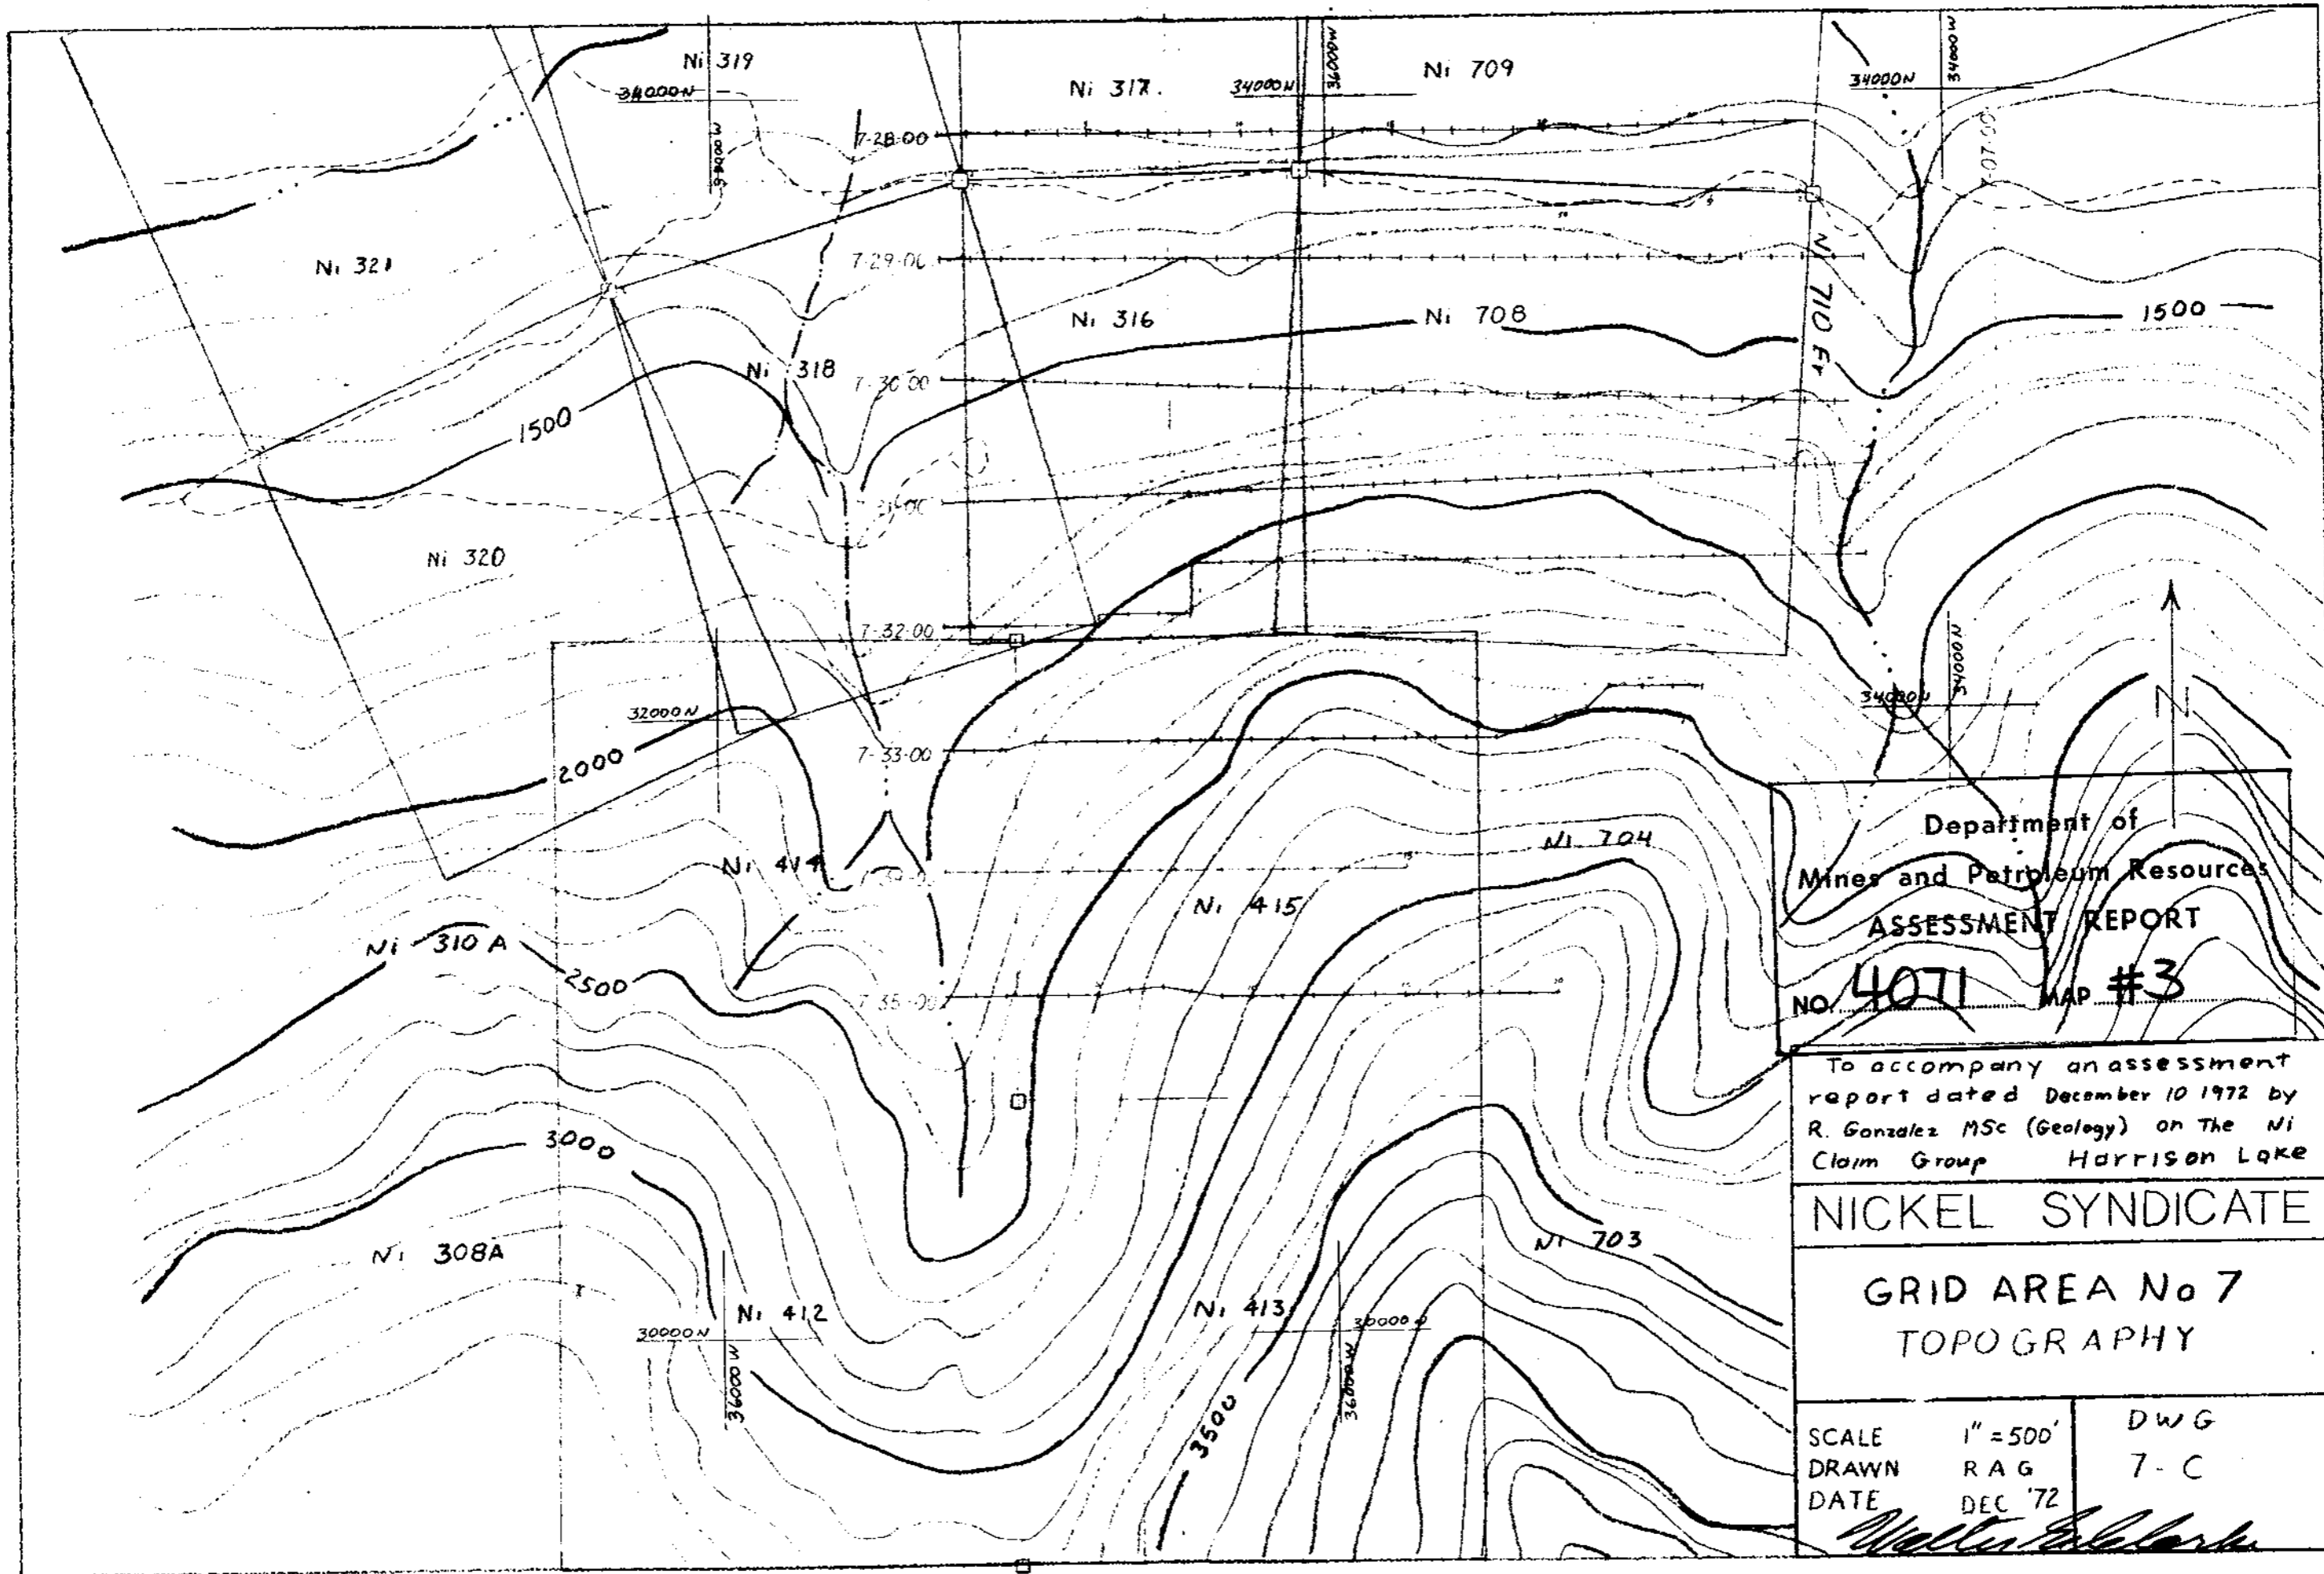 Ni 319
34000N
Ni 317.
34000N
36000W
Ni 709
34000N
34000W
7-28-00
Ni 321
7-29-00
Ni 316
Ni 708
Ni 710 Fr
1500
Ni 318
7-30-00
1500
Ni 320
7-32-00
32000N
34000N
34000N
N
2000
7-33-00
Ni 414
Ni 704
Ni 415
Ni 310A
2500
7-35-00
3000
Ni 308A
Ni 703
Ni 412
Ni 413
30000N
30000N
36000W
36000W
3500
Department of
Mines and Petroleum Resources
ASSESSMENT REPORT
NO. 4071 MAP #3
To accompany an assessment
report dated December 10 1972 by
R. Gonzalez MSc (Geology) on The Ni
Claim Group Harrison Lake
NICKEL SYNDICATE
GRID AREA No 7
TOPOGRAPHY
SCALE 1" = 500'
DRAWN R A G
DATE DEC '72
DWG
7-C